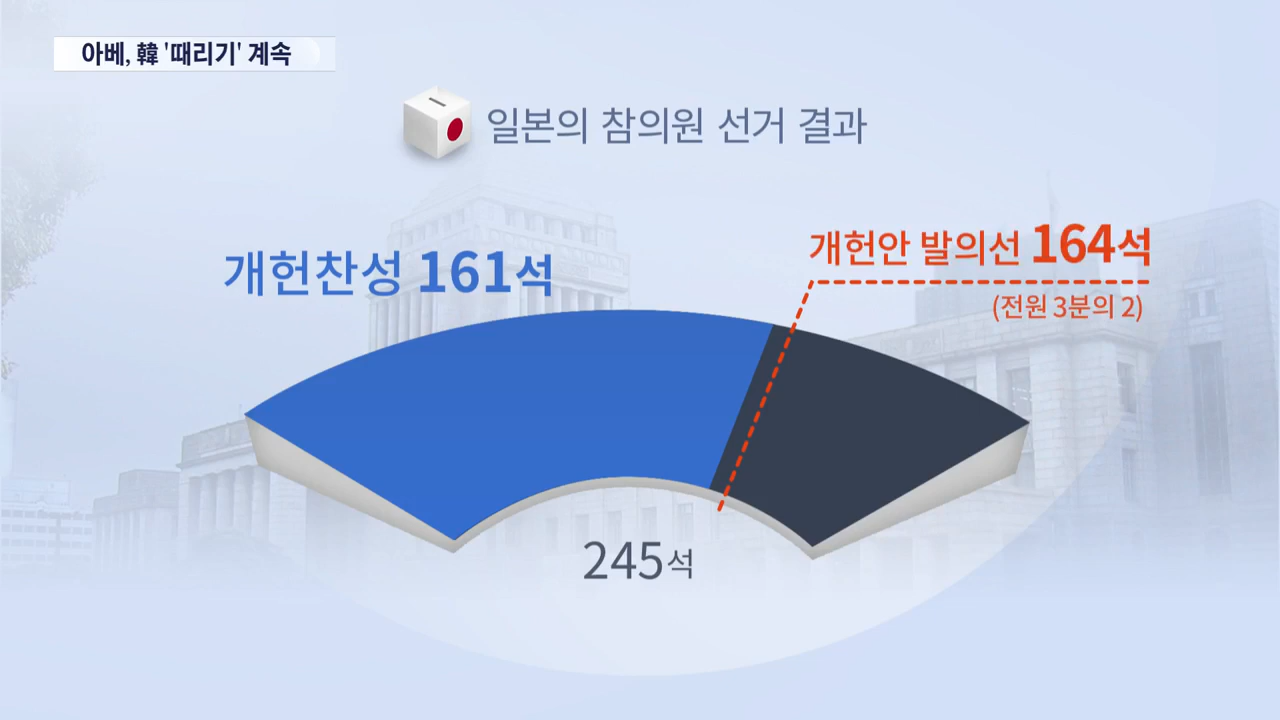 아베, 韓 '때리기' 계속
일본의 참의원 선거 결과
개헌찬성 161석
개헌안 발의선 164석
(전원 3분의 2)
245석